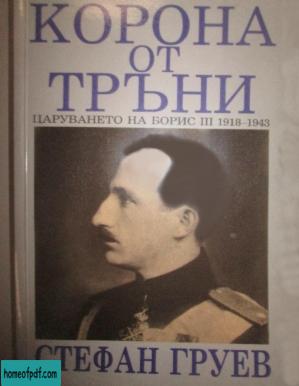 КОРОНА
ОТ
ТРЪНИ
ЦАРУВАНЕТО НА БОРИС III 1918-1943
СТЕФАН ГРУЕВ
homeofpdf.com